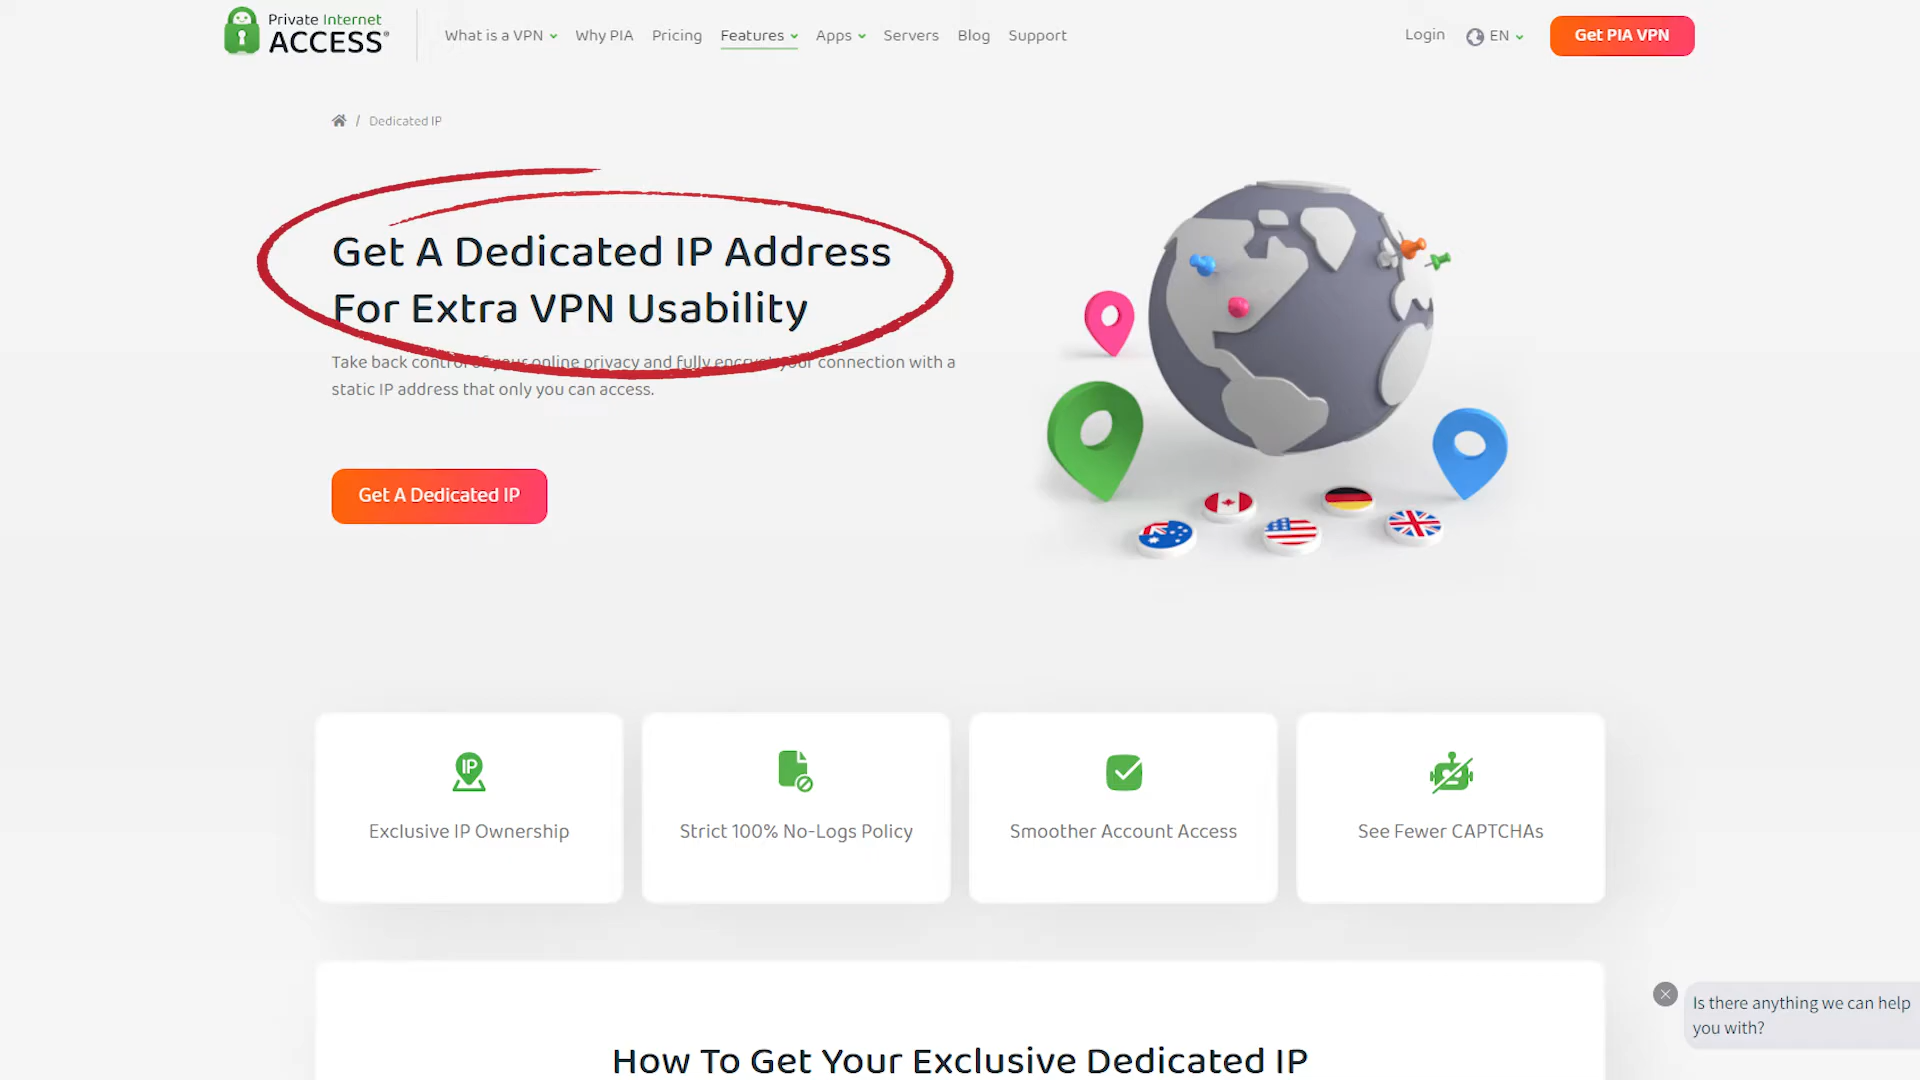 Private Internet
ACCESS®
What is a VPN
Why PIA
Pricing
Features
Apps
Servers
Blog
Support
Login
EN
Get PIA VPN
/ Dedicated IP
Get A Dedicated IP Address
For Extra VPN Usability
Take back control of your online privacy and fully encrypt your connection with a
static IP address that only you can access.
Get A Dedicated IP
IP
Exclusive IP Ownership
Strict 100% No-Logs Policy
Smoother Account Access
See Fewer CAPTCHAs
How To Get Your Exclusive Dedicated IP
Is there anything we can help
you with?